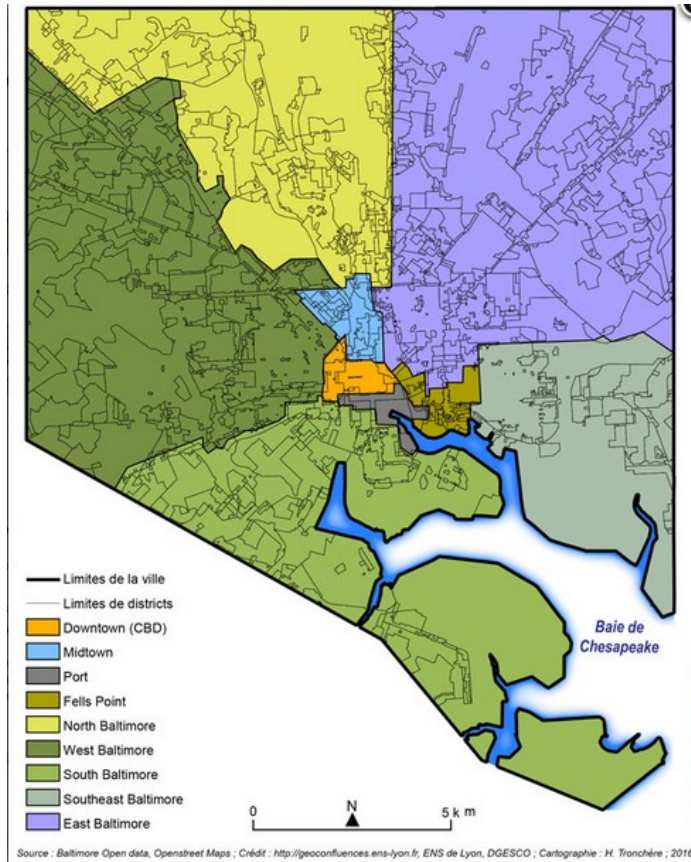 Limites de la ville
Limites de districts
Downtown (CBD)
Midtown
Port
Fells Point
North Baltimore
West Baltimore
South Baltimore
Southeast Baltimore
East Baltimore
Baie de
Chesapeake
N
0 5 k m
Source : Baltimore Open data, Openstreet Maps ; Crédit : http://geoconfluences.ens-lyon.fr, ENS de Lyon, DGESCO ; Cartographie : H. Tronchère ; 2016